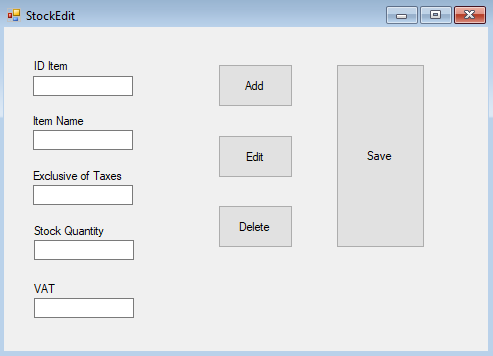 StockEdit
ID Item
Item Name
Exclusive of Taxes
Stock Quantity
VAT
Add
Edit
Delete
Save